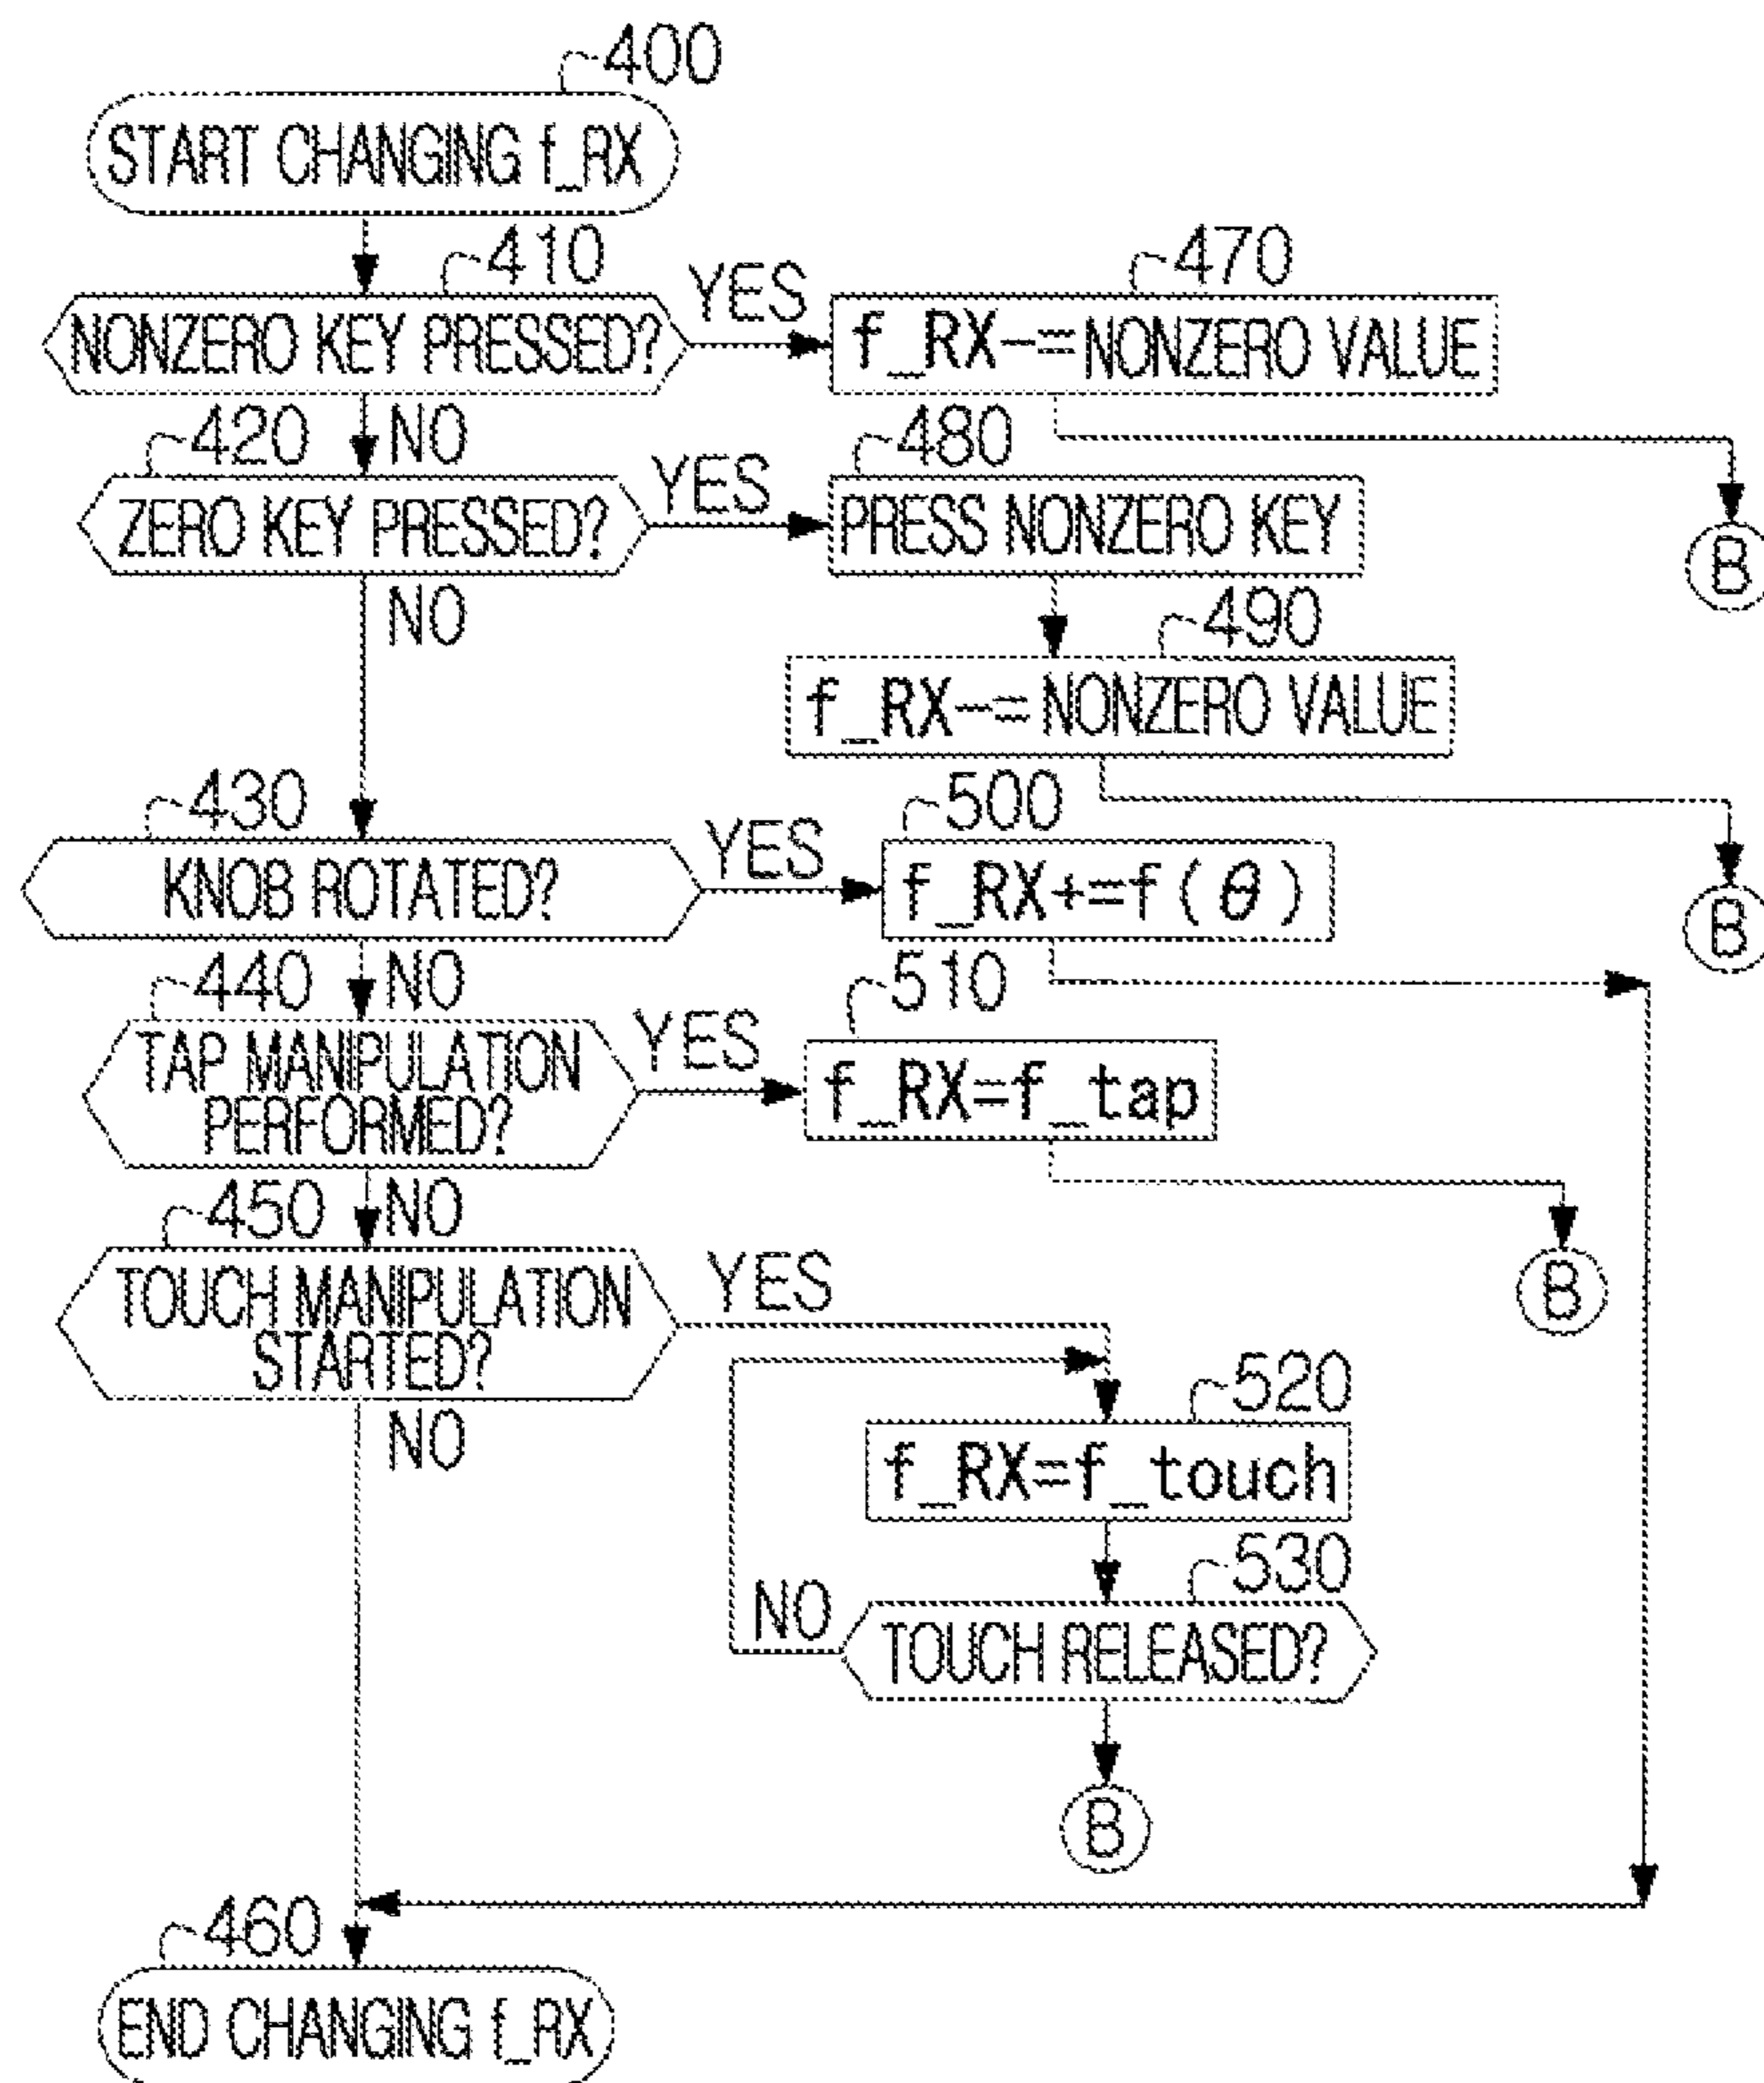 400
START CHANGING f_RX
410
NONZERO KEY PRESSED?
YES
470
f_RX-=NONZERO VALUE
NO
B
420
ZERO KEY PRESSED?
YES
480
PRESS NONZERO KEY
NO
490
f_RX-=NONZERO VALUE
B
430
KNOB ROTATED?
YES
500
f_RX+=f(θ)
NO
440
TAP MANIPULATION
PERFORMED?
YES
510
f_RX=f_tap
NO
B
450
TOUCH MANIPULATION
STARTED?
YES
520
f_RX=f_touch
NO
530
TOUCH RELEASED?
NO
B
460
END CHANGING f_RX